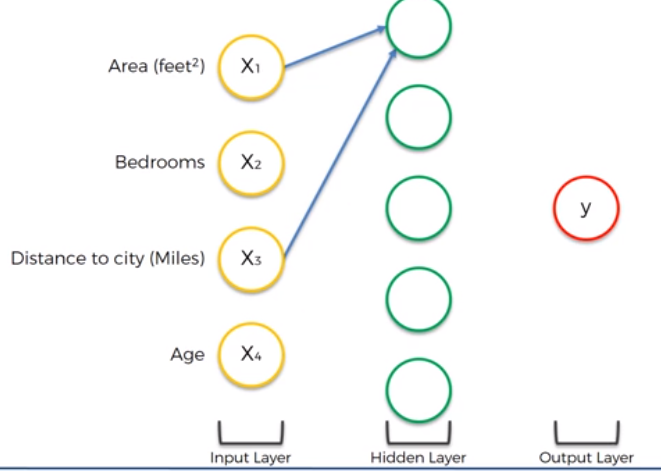 Area (feet²) X₁
Bedrooms X₂
Distance to city (Miles) X₃
Age X₄
y
Input Layer Hidden Layer Output Layer